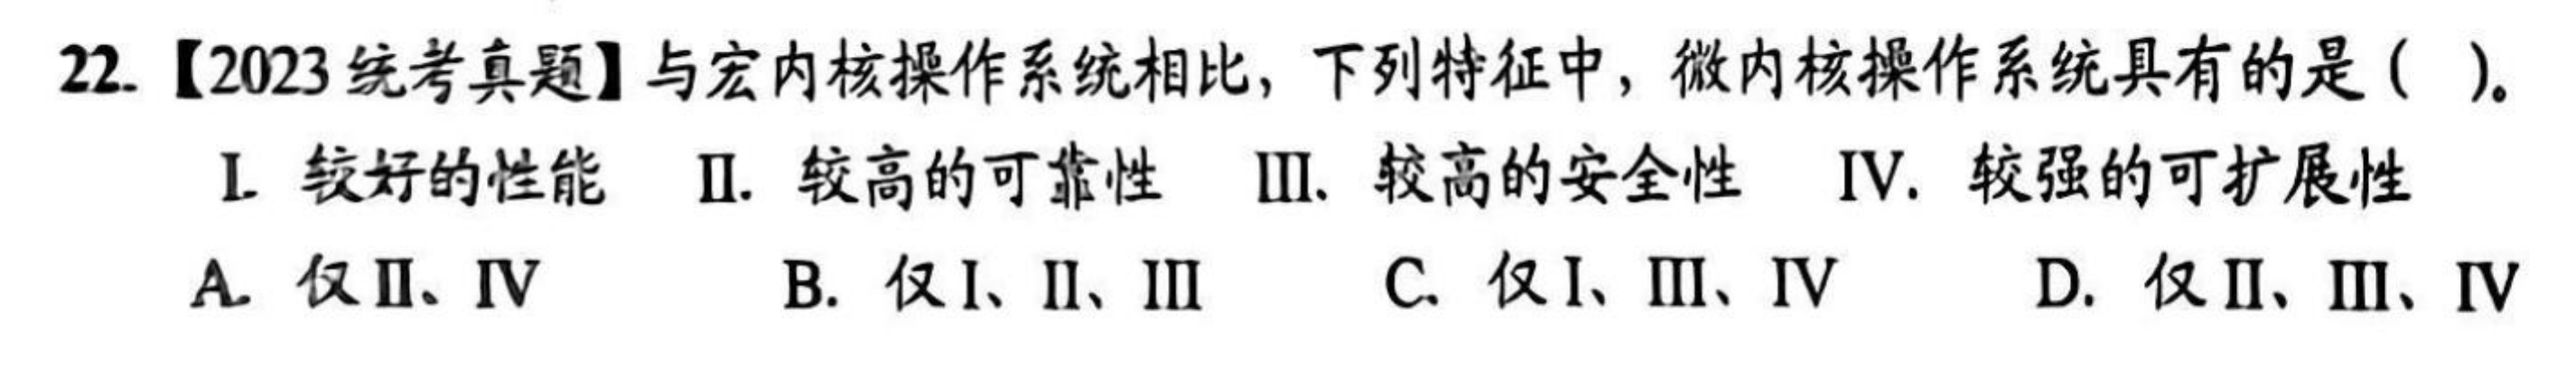 22.【2023 统考真题】与宏内核操作系统相比，下列特征中，微内核操作系统具有的是（ ）。
I. 较好的性能 II. 较高的可靠性 III. 较高的安全性 IV. 较强的可扩展性
A. 仅 II、IV B. 仅 I、II、III C. 仅 I、III、IV D. 仅 II、III、IV